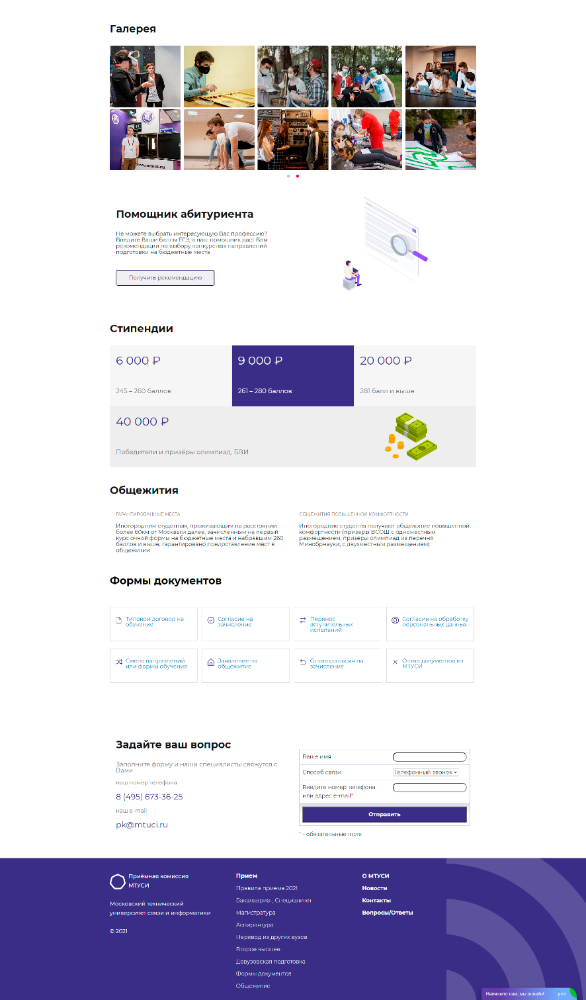 Галерея
www.mtuci.ru
Помощник абитуриента
Не можете выбрать интересующую Вас профессию?
Введите Ваши баллы ЕГЭ, а наш помощник даст Вам
рекомендации по выбору конкурсных направлений
подготовки на бюджетные места
Получить рекомендацию
Стипендии
6 000 ₽
9 000 ₽
20 000 ₽
245 – 260 баллов
261 – 280 баллов
281 балл и выше
40 000 ₽
Победители и призёры олимпиад, БВИ
Общежития
ГАРАНТИРОВАННЫЕ МЕСТА
Иногородним студентам, проживающим на расстоянии
более 60км от Москвы и далее, зачисленным на первый
курс очной формы на бюджетные места и набравшим 260
баллов и выше, гарантировано предоставление мест в
общежитии
ОБЩЕЖИТИЯ ПОВЫШЕННОЙ КОМФОРТНОСТИ
Иногородние студенты получают общежитие повышенной
комфортности (призеры ВСОШ с одноместным
размещением, призёры олимпиад из перечня
Минобрнауки, с двухместным размещением)
Формы документов
Типовой договор на
обучение
Согласие на
зачисление
Перенос
вступительных
испытаний
Согласие на обработку
персональных данных
Смена направлений
или формы обучения
Заявление на
общежитие
Отзыв согласия на
зачисление
Отзыв документов из
МТУСИ
Задайте ваш вопрос
Заполните форму и наши специалисты свяжутся с
Вами
наш номер телефона
8 (495) 673-36-25
наш e-mail
pk@mtuci.ru
Ваше имя
Способ связи
Телефонный звонок
Введите номер телефона
или адрес e-mail*
Отправить
* - обязательные поля
Приёмная комиссия
МТУСИ
Московский технический
университет связи и информатики
© 2021
Прием
Правила приема 2021
Бакалавриат, Специалитет
Магистратура
Аспирантура
Перевод из других вузов
Второе высшее
Довузовская подготовка
Формы документов
Общежитие
О МТУСИ
Новости
Контакты
Вопросы/Ответы
Напишите нам, мы онлайн!
jivo